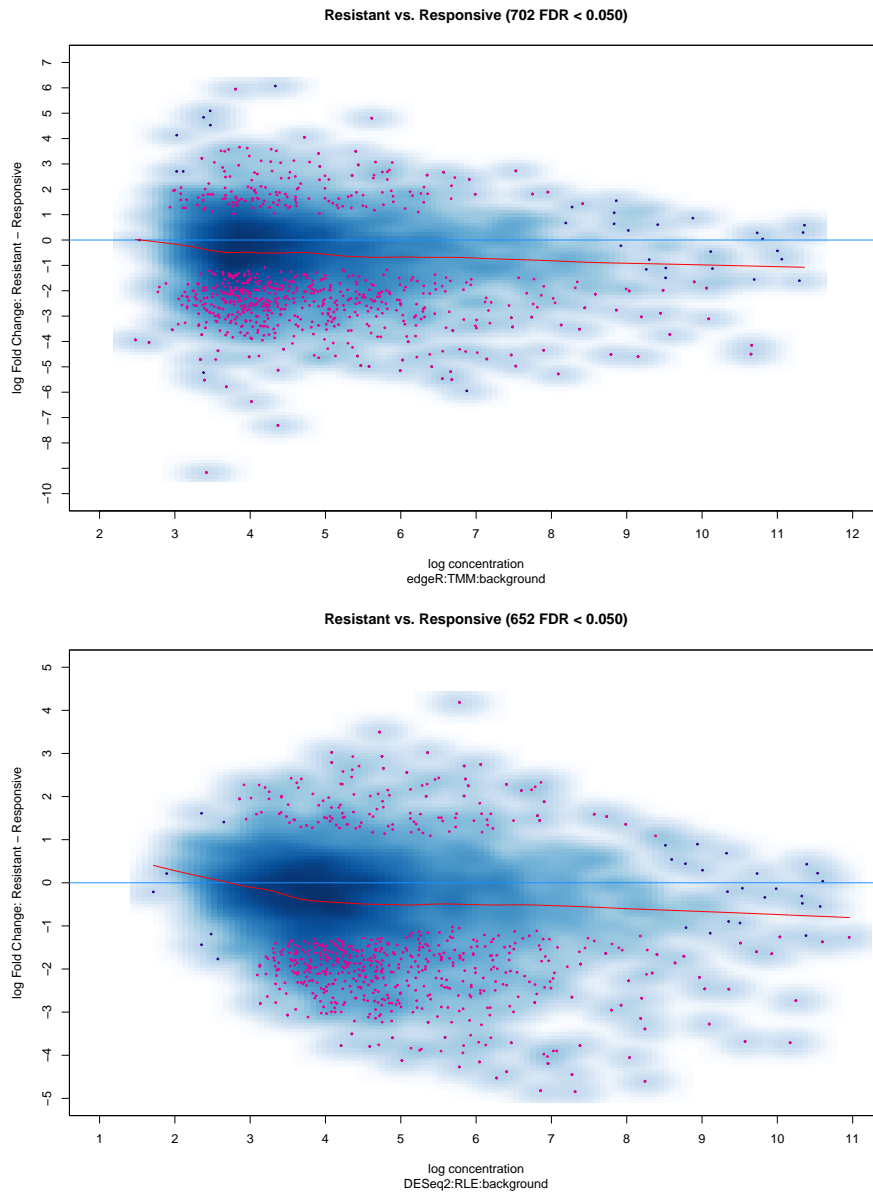 Resistant vs. Responsive (702 FDR < 0.050)
7
6
5
4
3
2
1
0
−1
−2
−3
−4
−5
−6
−7
−8
−10
log Fold Change: Resistant − Responsive
2 3 4 5 6 7 8 9 10 11 12
log concentration
edgeR:TMM:background
Resistant vs. Responsive (652 FDR < 0.050)
5
4
3
2
1
0
−1
−2
−3
−4
−5
log Fold Change: Resistant − Responsive
1 2 3 4 5 6 7 8 9 10 11
log concentration
DESeq2:RLE:background